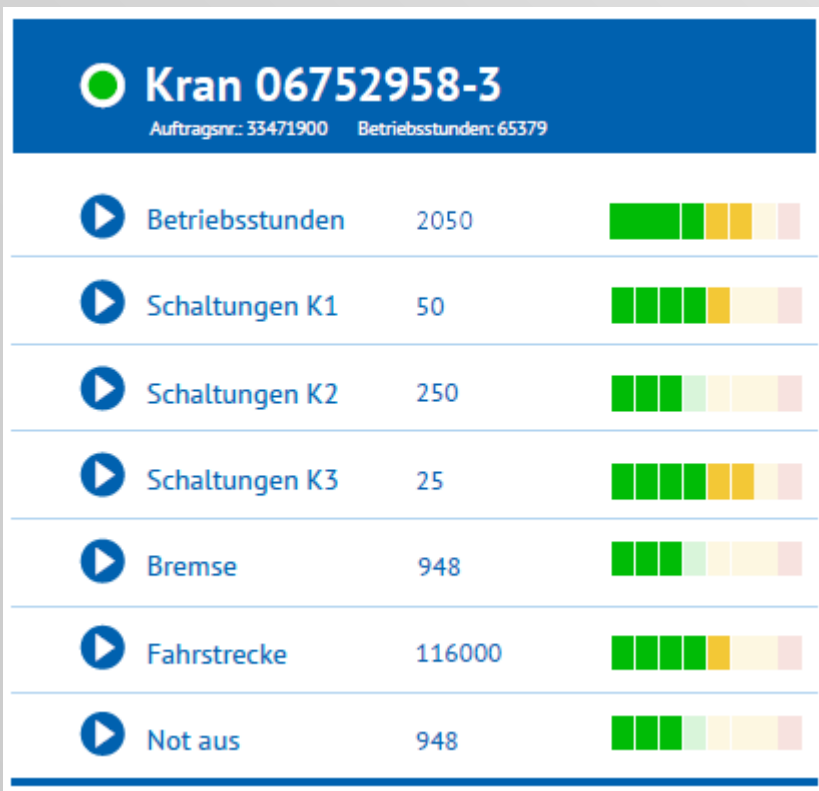 Kran 06752958-3
Auftragsnr.: 33471900 Betriebsstunden: 65379
Betriebsstunden 2050
Schaltungen K1 50
Schaltungen K2 250
Schaltungen K3 25
Bremse 948
Fahrstrecke 116000
Not aus 948